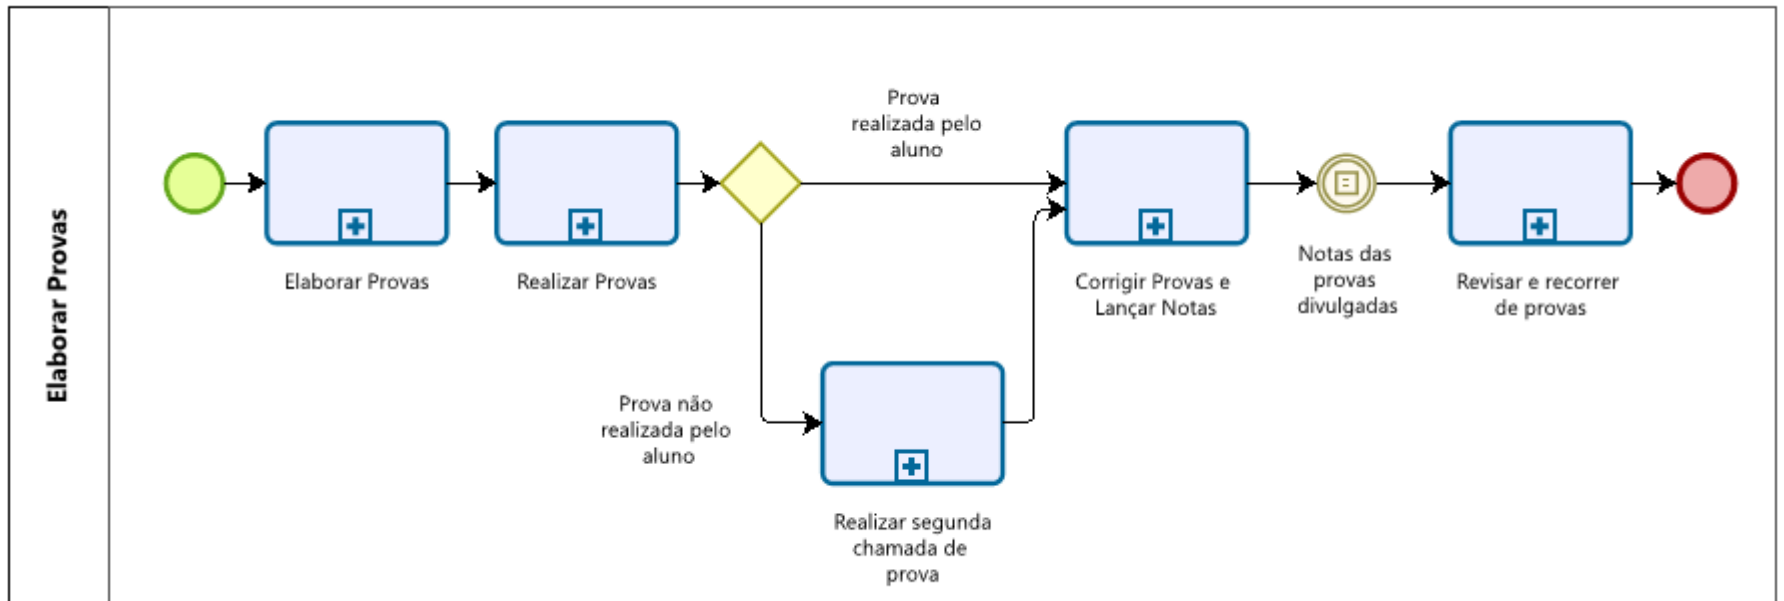 Elaborar Provas
Elaborar Provas
Realizar Provas
Prova
realizada pelo
aluno
Prova não
realizada pelo
aluno
Realizar segunda
chamada de
prova
Corrigir Provas e
Lançar Notas
Notas das
provas
divulgadas
Revisar e recorrer
de provas